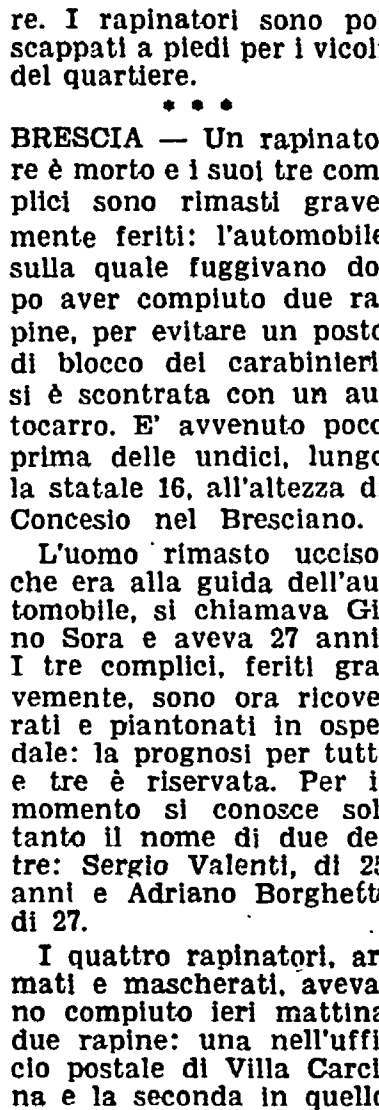 re. I rapinatori sono poi
scappati a piedi per i vicoli
del quartiere.
* * *
BRESCIA — Un rapinato
re è morto e i suoi tre com
plici sono rimasti grave
mente feriti: l'automobile
sulla quale fuggivano do
po aver compiuto due ra
pine, per evitare un posto
di blocco dei carabinieri
si è scontrata con un au
tocarro. E' avvenuto poco
prima delle undici, lungo
la statale 16, all'altezza di
Concesio nel Bresciano.
L'uomo rimasto ucciso
che era alla guida dell'au
tomobile, si chiamava Gi
no Sora e aveva 27 anni
I tre complici, feriti gra
vemente, sono ora ricove
rati e piantonati in ospe
dale: la prognosi per tutti
e tre è riservata. Per i
momento si conosce sol
tanto il nome di due de
tre: Sergio Valenti, di 25
anni e Adriano Borghetti
di 27.
I quattro rapinatori, ar
mati e mascherati, aveva
no compiuto ieri mattina
due rapine: una nell'uffi
cio postale di Villa Carci
na e la seconda in quello